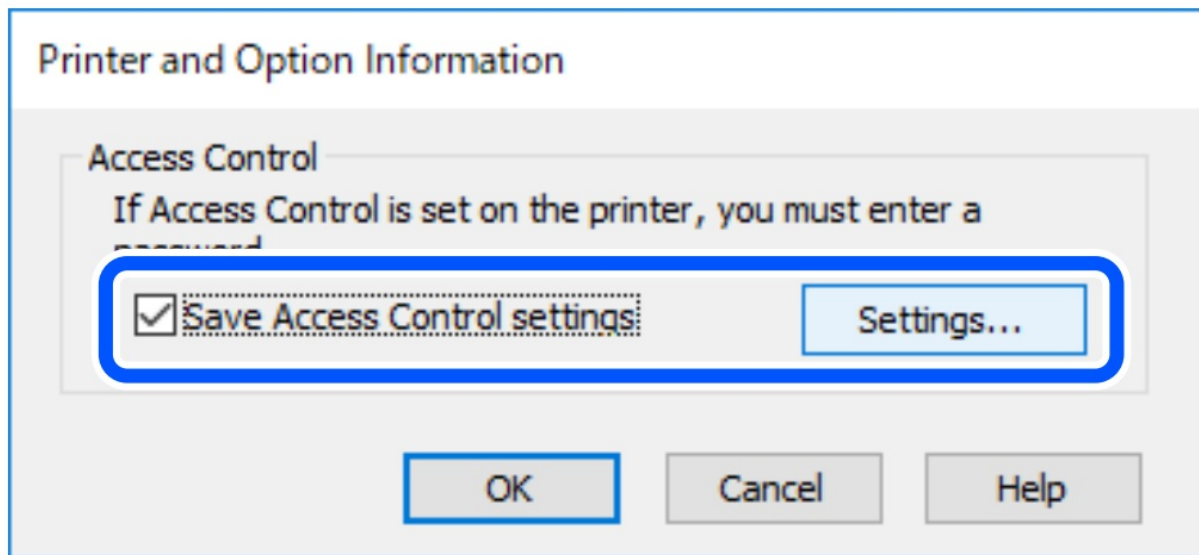 Printer and Option Information
Access Control
If Access Control is set on the printer, you must enter a
Save Access Control settings
Settings...
OK
Cancel
Help